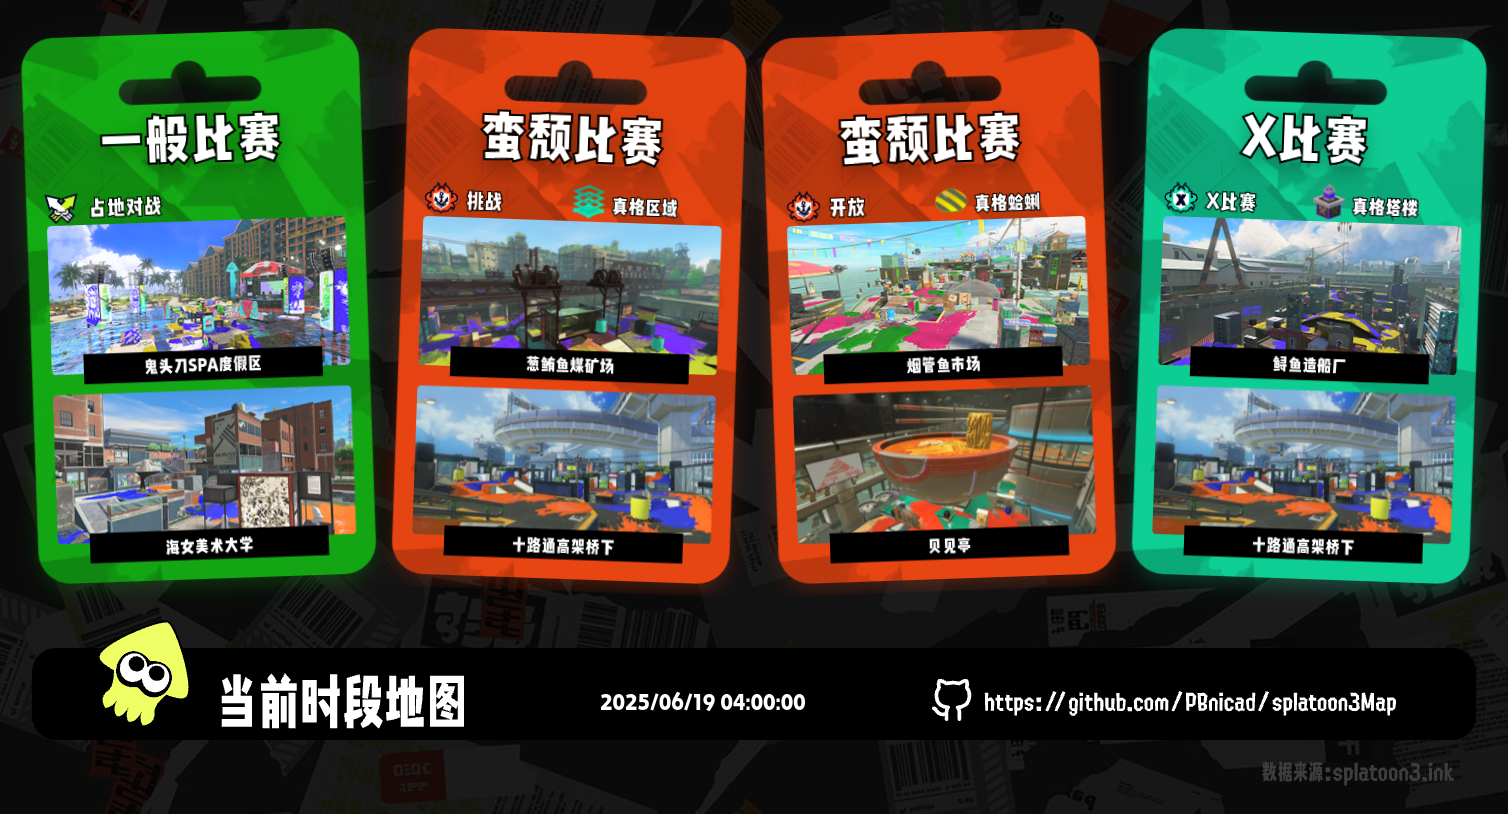 一般比赛
占地对战
鬼头刀SPA度假区
海女美术大学
蛮颓比赛
挑战
真格区域
葱鲔鱼煤矿场
十路通高架桥下
蛮颓比赛
开放
真格蛤蜊
烟管鱼市场
贝见亭
X比赛
X比赛
真格塔楼
鲟鱼造船厂
十路通高架桥下
当前时段地图
2025/06/19 04:00:00
https://github.com/PBnicad/splatoon3Map
数据来源:splatoon3.ink